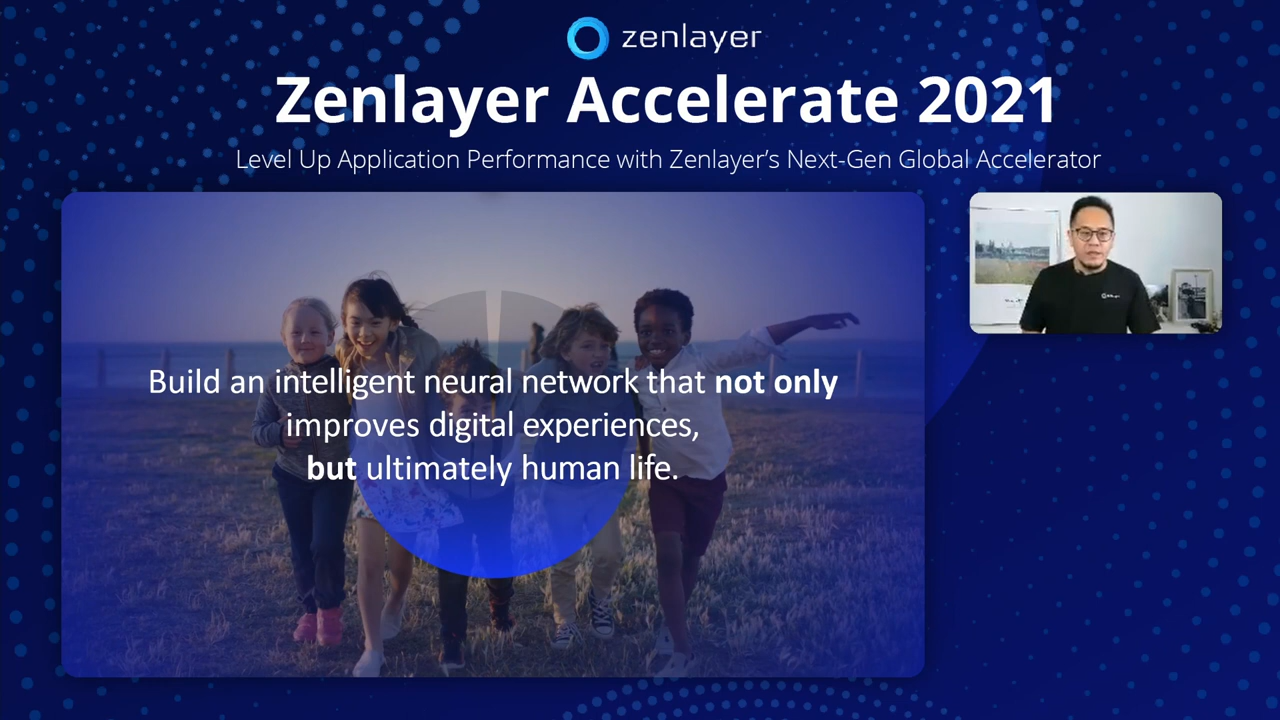 zenlayer
Zenlayer Accelerate 2021
Level Up Application Performance with Zenlayer's Next-Gen Global Accelerator
Build an intelligent neural network that not only
improves digital experiences,
but ultimately human life.